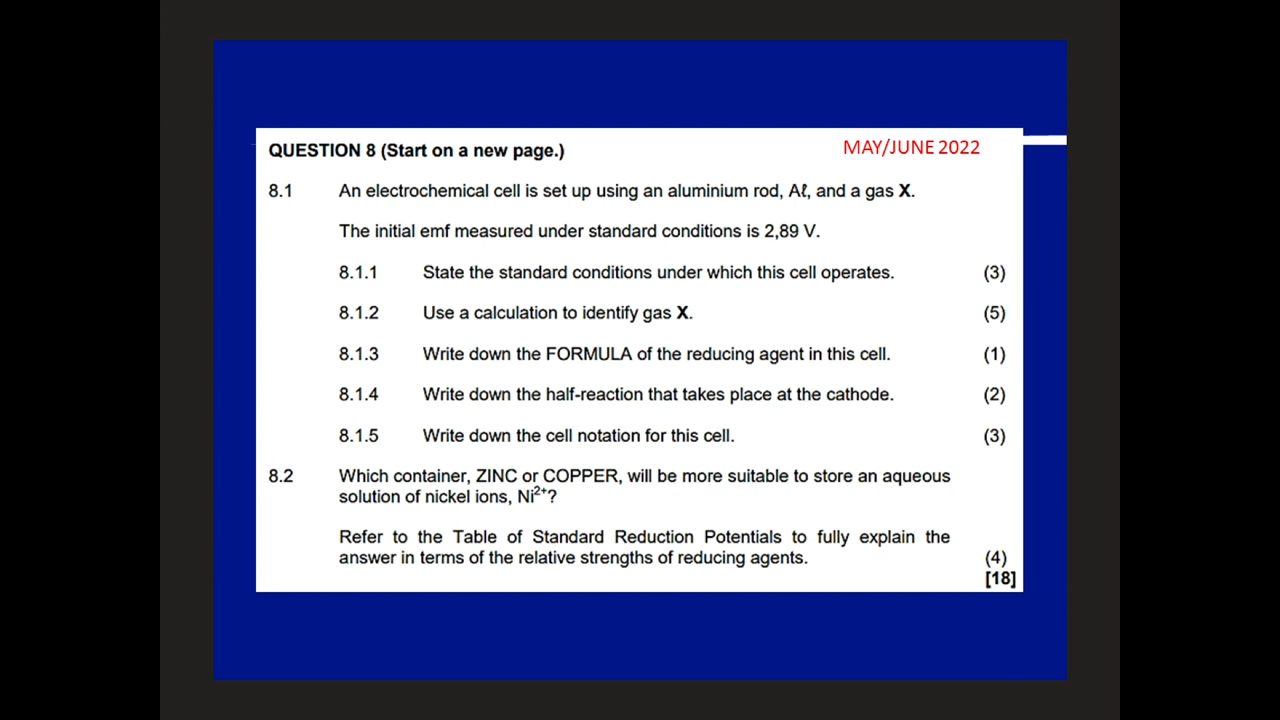 QUESTION 8 (Start on a new page.) MAY/JUNE 2022
8.1 An electrochemical cell is set up using an aluminium rod, Aℓ, and a gas X.
The initial emf measured under standard conditions is 2,89 V.
8.1.1 State the standard conditions under which this cell operates. (3)
8.1.2 Use a calculation to identify gas X. (5)
8.1.3 Write down the FORMULA of the reducing agent in this cell. (1)
8.1.4 Write down the half-reaction that takes place at the cathode. (2)
8.1.5 Write down the cell notation for this cell. (3)
8.2 Which container, ZINC or COPPER, will be more suitable to store an aqueous
solution of nickel ions, Ni²⁺?
Refer to the Table of Standard Reduction Potentials to fully explain the
answer in terms of the relative strengths of reducing agents. (4)
[18]